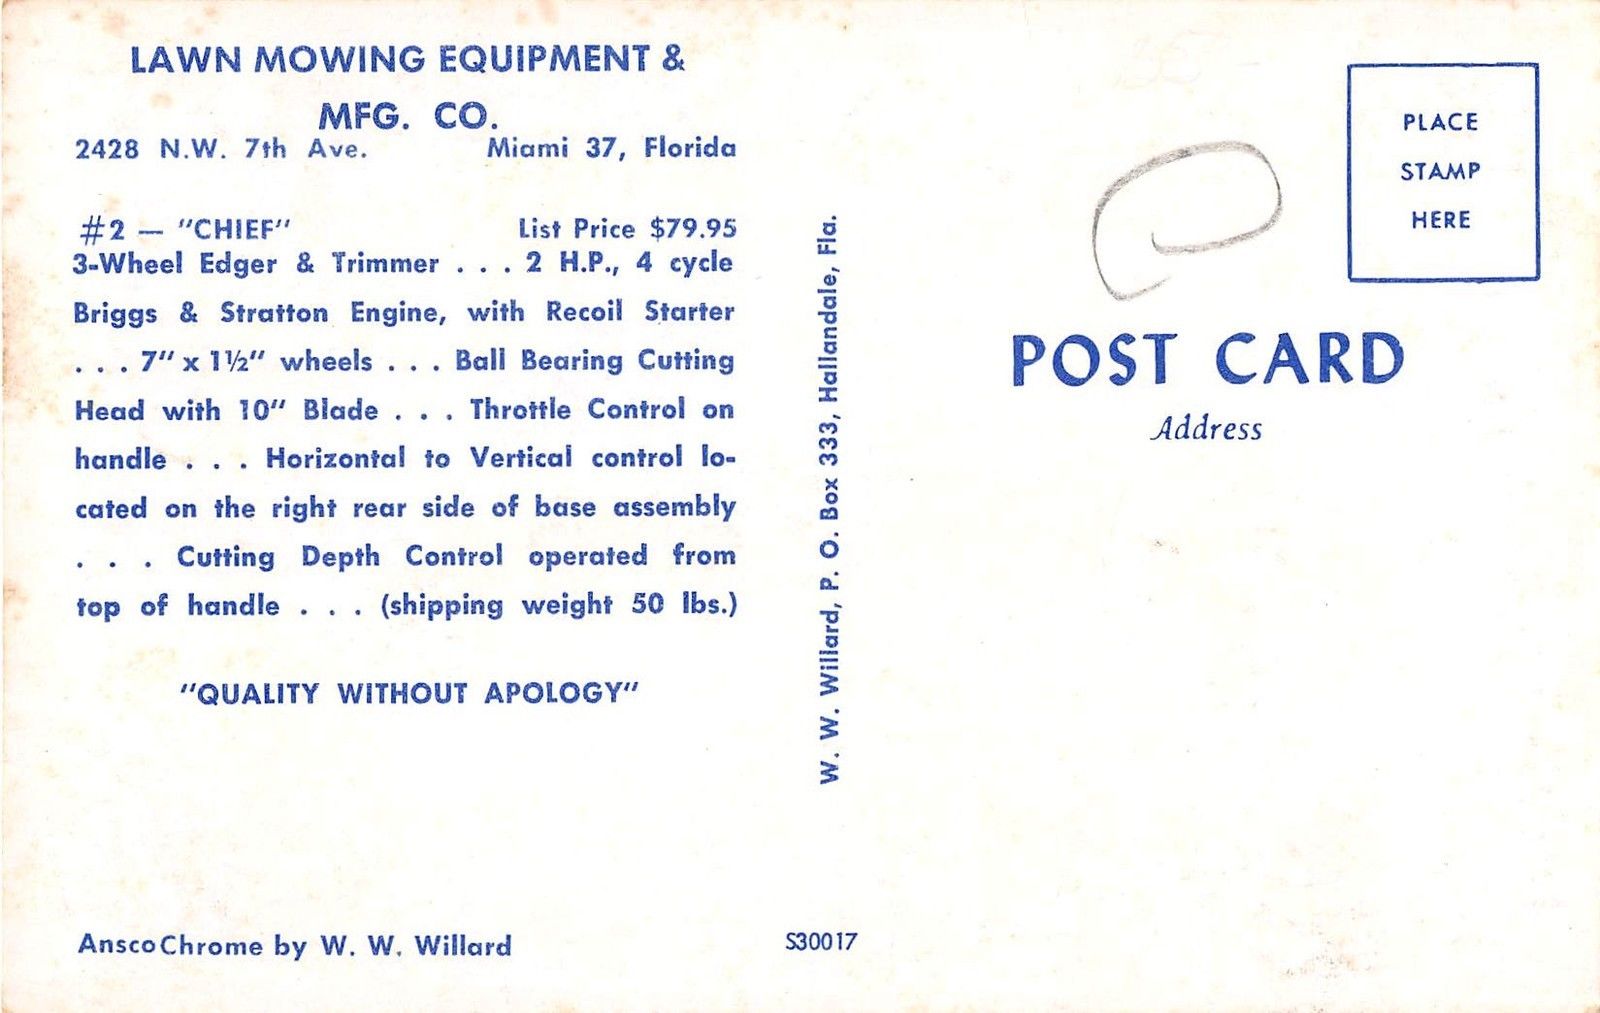 LAWN MOWING EQUIPMENT &
MFG. CO.
2428 N.W. 7th Ave. Miami 37, Florida
#2 — "CHIEF" List Price $79.95
3-Wheel Edger & Trimmer . . . 2 H.P., 4 cycle
Briggs & Stratton Engine, with Recoil Starter
. . . 7" x 1½" wheels . . . Ball Bearing Cutting
Head with 10" Blade . . . Throttle Control on
handle . . . Horizontal to Vertical control lo-
cated on the right rear side of base assembly
. . . Cutting Depth Control operated from
top of handle . . . (shipping weight 50 lbs.)
"QUALITY WITHOUT APOLOGY"
AnscoChrome by W. W. Willard
W. W. Willard, P. O. Box 333, Hallandale, Fla.
S30017
PLACE
STAMP
HERE
POST CARD
Address